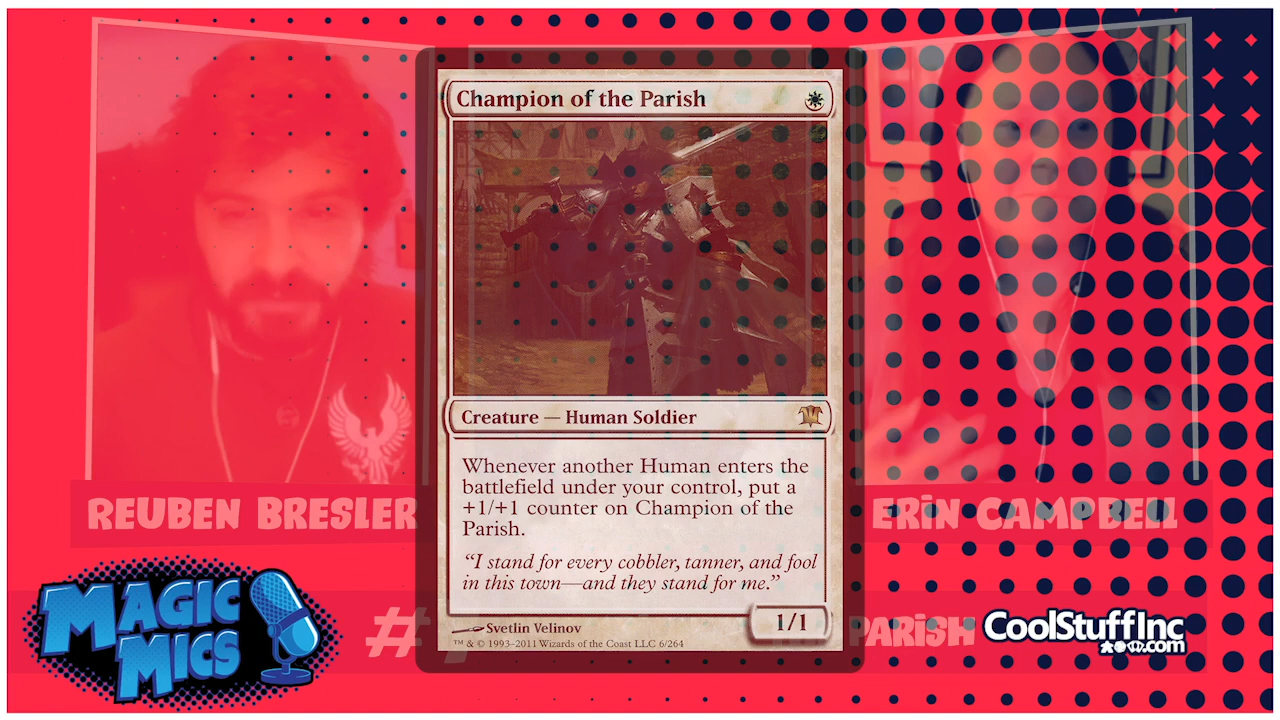 Champion of the Parish
Creature — Human Soldier
Whenever another Human enters the
battlefield under your control, put a
+1/+1 counter on Champion of the
Parish.
"I stand for every cobbler, tanner, and fool
in this town—and they stand for me."
1/1
Svetlin Velinov
™ & © 1993–2011 Wizards of the Coast LLC 6/264
REUBEN BRESLER
ERIN CAMPBELL
MAGIC
MICS
#
PARISH
CoolStuffInc
.com